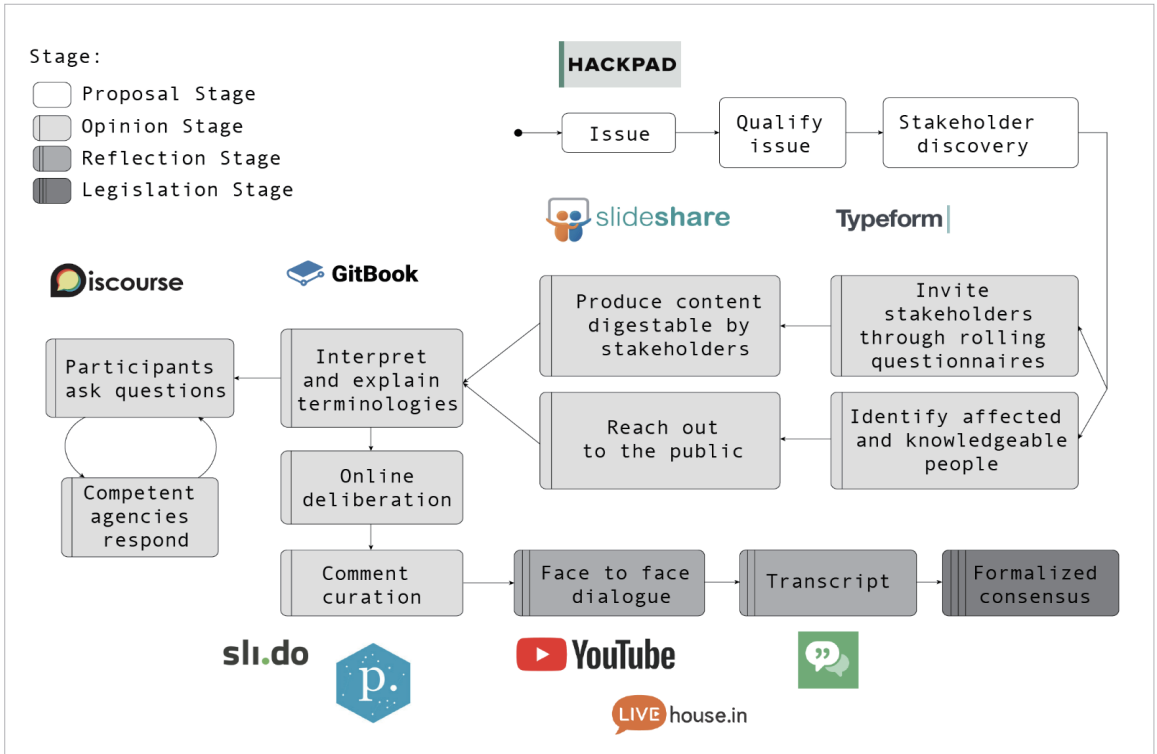 Stage:
Proposal Stage
Opinion Stage
Reflection Stage
Legislation Stage
HACKPAD
Issue
Qualify
issue
Stakeholder
discovery
slideshare
Typeform
Discourse
GitBook
Produce content
digestable by
stakeholders
Invite
stakeholders
through rolling
questionnaires
Participants
ask questions
Interpret
and explain
terminologies
Reach out
to the public
Identify affected
and knowledgeable
people
Competent
agencies
respond
Online
deliberation
Comment
curation
Face to face
dialogue
Transcript
Formalized
consensus
slı.do
p.
YouTube
LIVE house.in